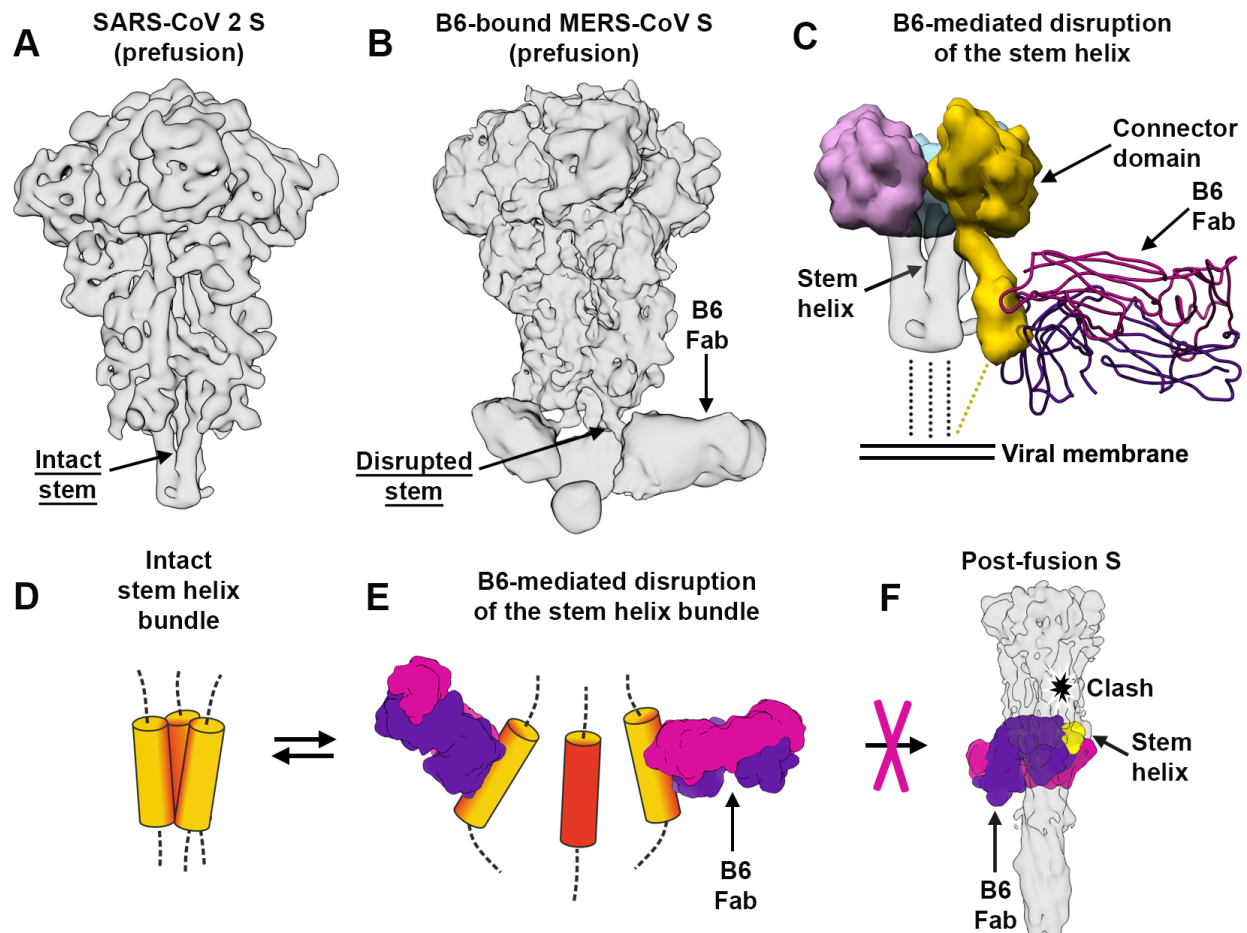 A
SARS-CoV 2 S
(prefusion)
Intact
stem
B
B6-bound MERS-CoV S
(prefusion)
B6
Fab
Disrupted
stem
C
B6-mediated disruption
of the stem helix
Connector
domain
B6
Fab
Stem
helix
Viral membrane
D
Intact
stem helix
bundle
E
B6-mediated disruption
of the stem helix bundle
B6
Fab
F
Post-fusion S
Clash
Stem
helix
B6
Fab